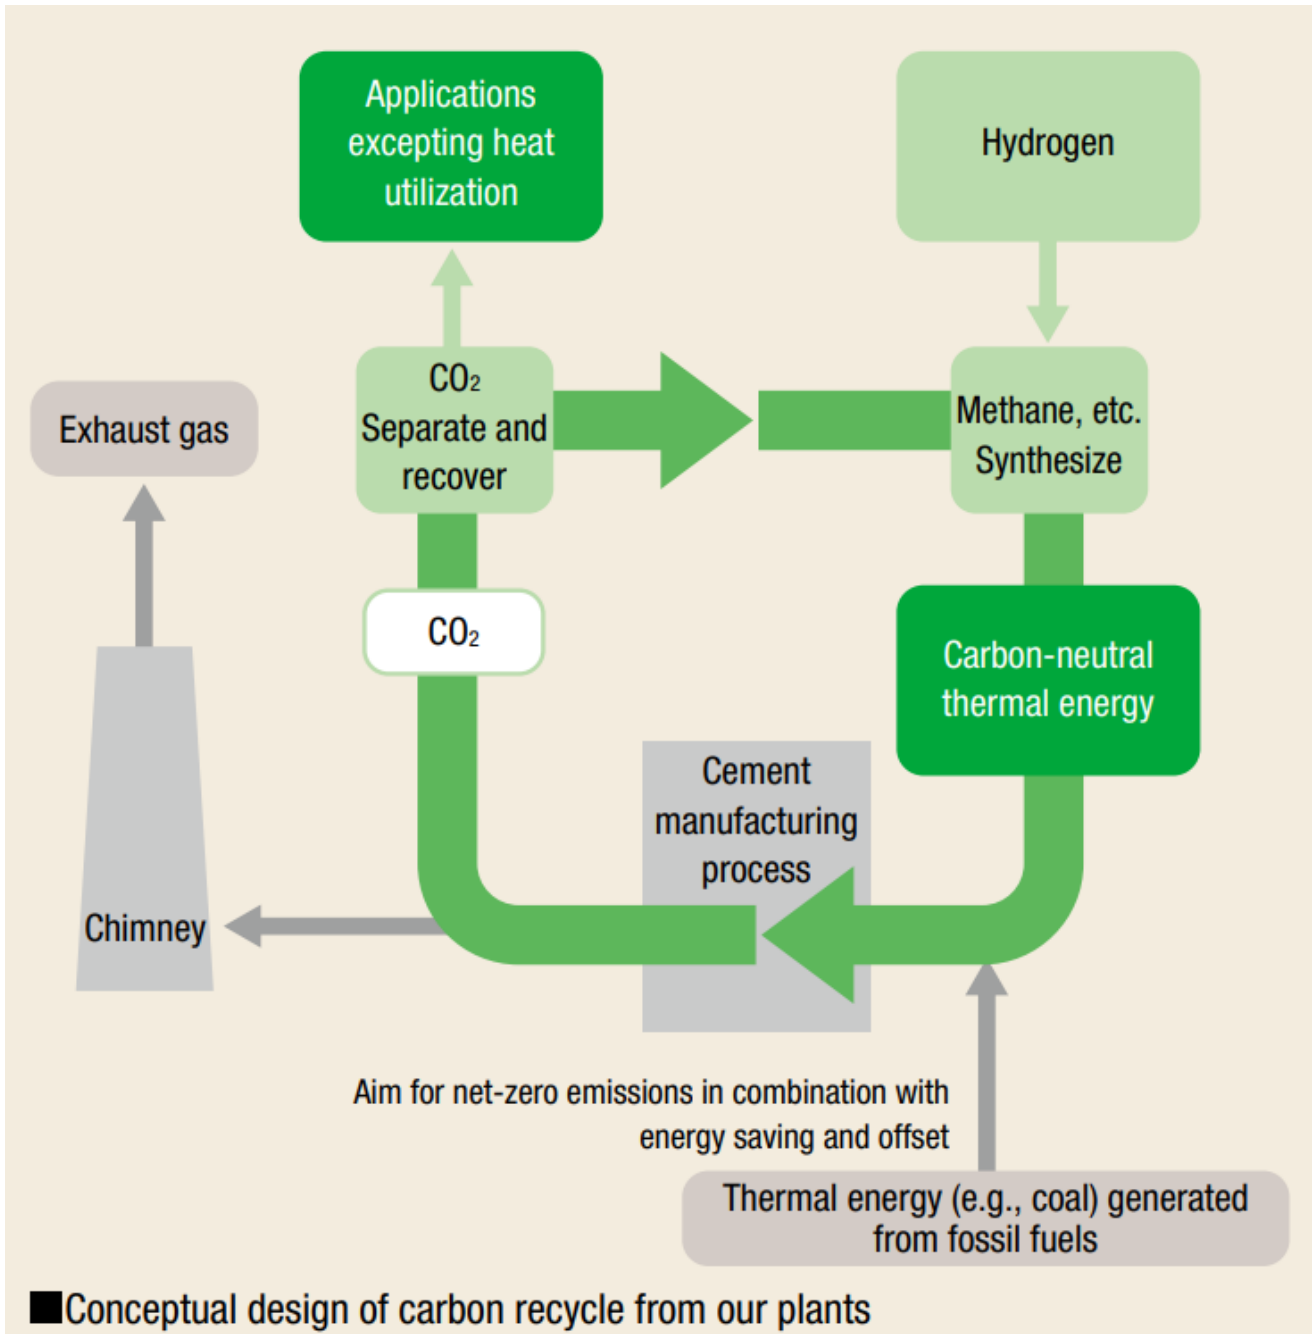 Applications
excepting heat
utilization
Hydrogen
CO₂
Separate and
recover
Methane, etc.
Synthesize
Exhaust gas
CO₂
Carbon-neutral
thermal energy
Cement
manufacturing
process
Chimney
Aim for net-zero emissions in combination with
energy saving and offset
Thermal energy (e.g., coal) generated
from fossil fuels
■Conceptual design of carbon recycle from our plants